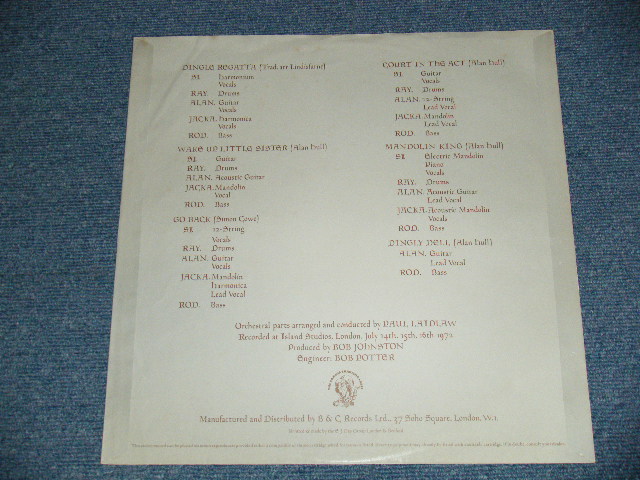 DINGLE REGATTA (Trad. arr Lindisfarne)
SI. Harmonium
Vocals
RAY. Drums
ALAN. Guitar
Vocals
JACKA. Harmonica
Vocals
ROD. Bass
WAKE UP LITTLE SISTER (Alan Hull)
SI. Guitar
RAY. Drums
ALAN. Acoustic Guitar
JACKA. Mandolin
Vocal
ROD. Bass
GO BACK (Simon Cowe)
SI. 12-String
Vocals
RAY. Drums
ALAN. Guitar
Vocals
JACKA. Mandolin
Harmonica
Lead Vocal
ROD. Bass
COURT IN THE ACT (Alan Hull)
SI. Guitar
Vocals
RAY. Drums
ALAN. 12-String
Lead Vocal
JACKA. Mandolin
Lead Vocal
ROD. Bass
MANDOLIN KING (Alan Hull)
SI. Electric Mandolin
Piano
Vocals
RAY. Drums
ALAN. Acoustic Guitar
Lead Vocal
JACKA. Acoustic Mandolin
Vocals
ROD. Bass
DINGLY DELL (Alan Hull)
ALAN. Guitar
Lead Vocal
ROD. Bass
Orchestral parts arranged and conducted by PAUL LAIDLAW
Recorded at Island Studios, London, July 14th, 15th, 16th 1972
Produced by BOB JOHNSTON
Engineer: BOB POTTER
Manufactured and Distributed by B & C Records Ltd., 37 Soho Square, London, W.1.